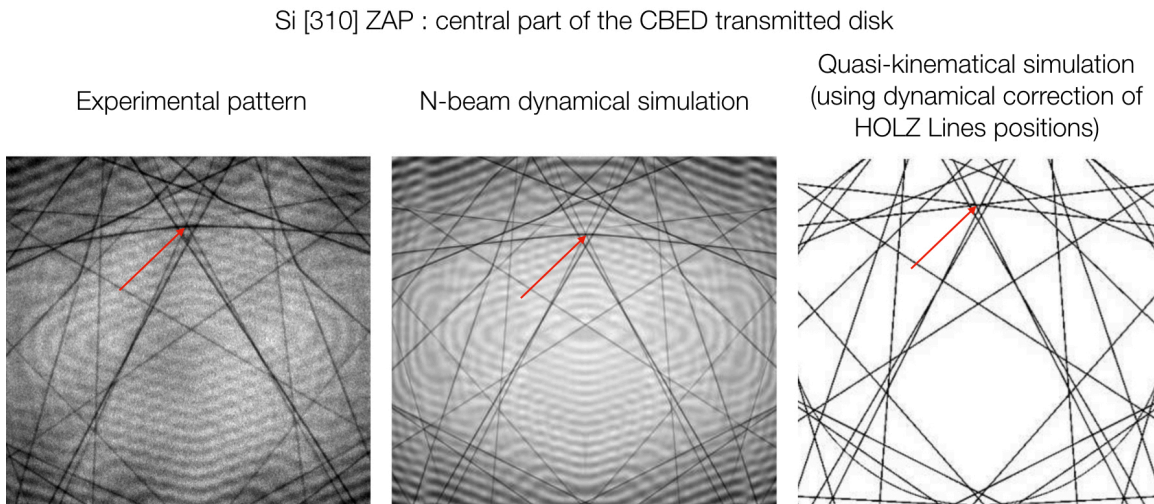 Si [310] ZAP : central part of the CBED transmitted disk
Experimental pattern
N-beam dynamical simulation
Quasi-kinematical simulation
(using dynamical correction of
HOLZ Lines positions)